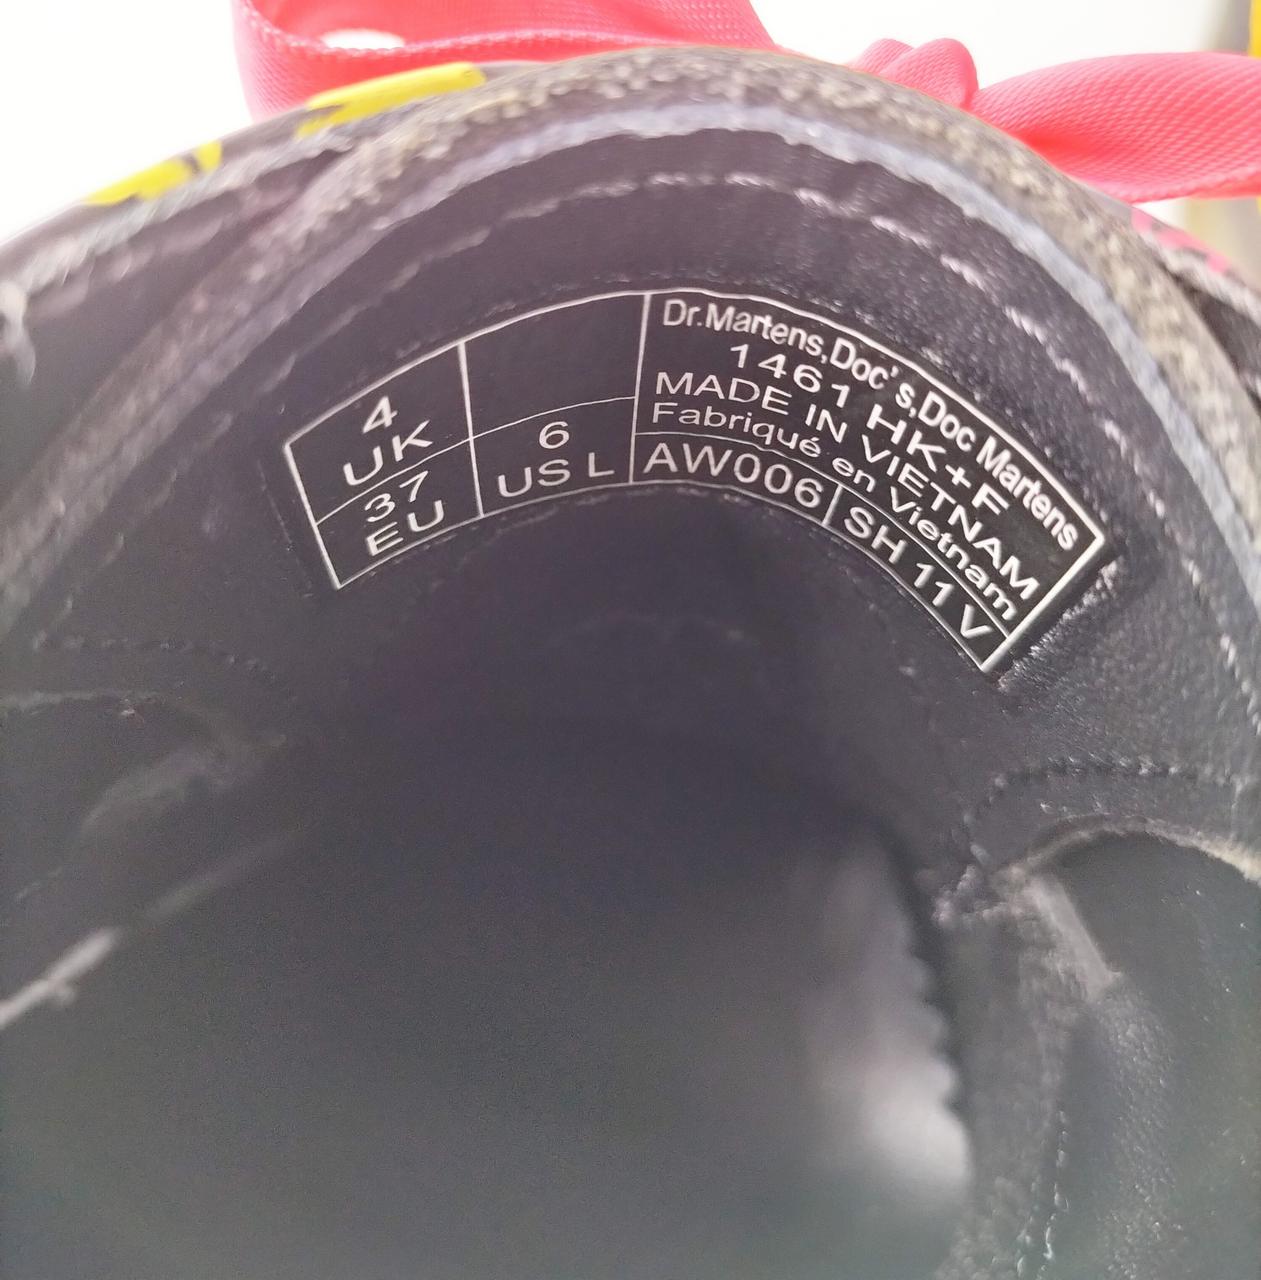 4
UK
37
EU
6
US L
Dr.Martens,Doc's,Doc Martens
1461 HK+F
MADE IN VIETNAM
Fabriqué en Vietnam
AW006
SH 11 V